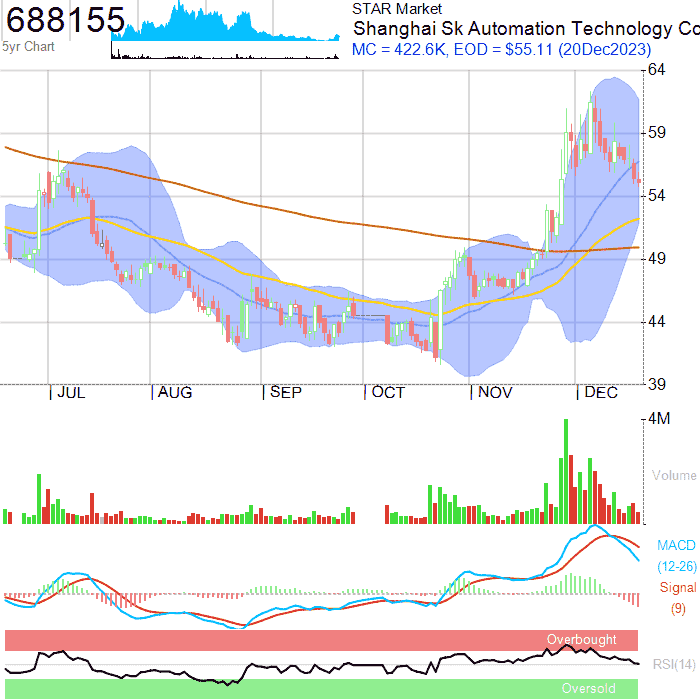 688155
5yr Chart
STAR Market
Shanghai Sk Automation Technology Co
MC = 422.6K, EOD = $55.11 (20Dec2023)
64
59
54
49
44
39
JUL AUG SEP OCT NOV DEC
4M
Volume
MACD
(12-26)
Signal
(9)
Overbought
RSI(14)
Oversold